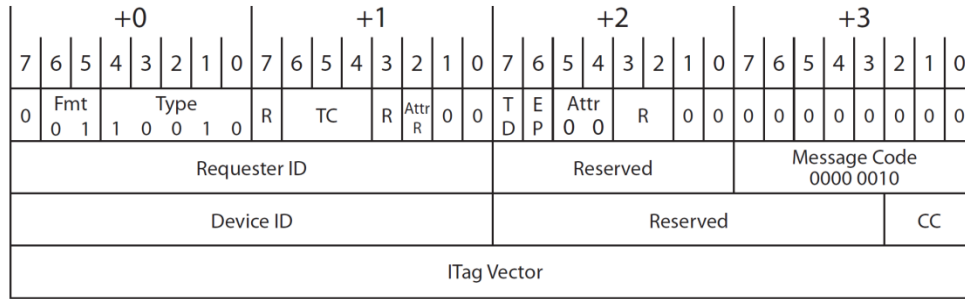 +0 +1 +2 +3
7 6 5 4 3 2 1 0 7 6 5 4 3 2 1 0 7 6 5 4 3 2 1 0 7 6 5 4 3 2 1 0
0 Fmt 0 1 Type 1 0 0 1 0 R TC R Attr R 0 0 T D E P Attr 0 0 R 0 0 0 0 0 0 0 0 0 0
Requester ID Reserved Message Code 0000 0010
Device ID Reserved CC
ITag Vector